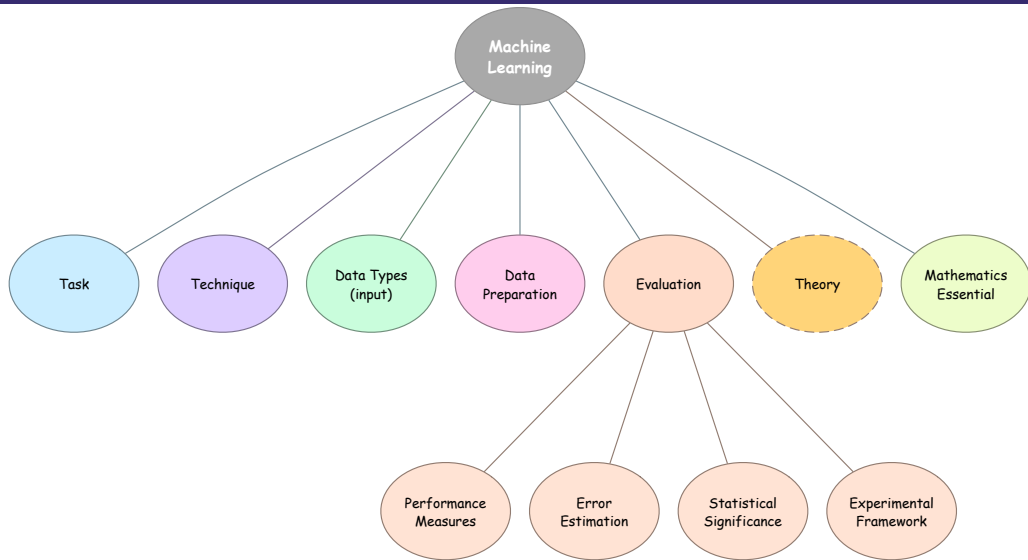 Machine
Learning
Task
Technique
Data Types
(input)
Data
Preparation
Evaluation
Theory
Mathematics
Essential
Performance
Measures
Error
Estimation
Statistical
Significance
Experimental
Framework